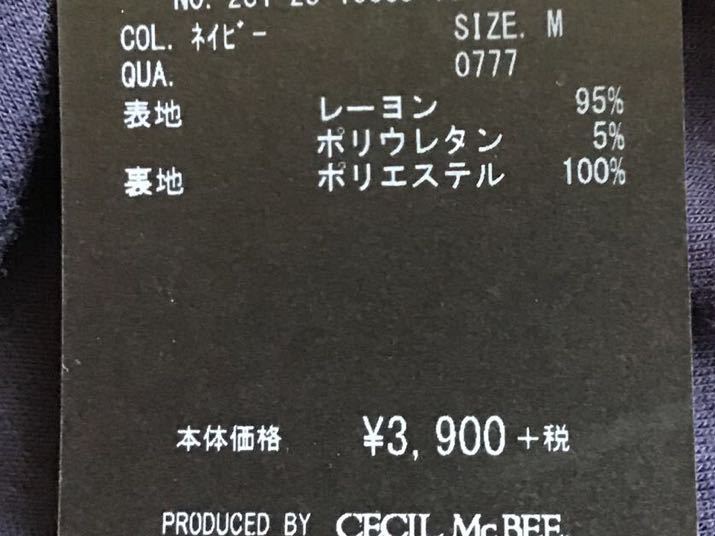 COL. ネイビー SIZE. M
QUA. 0777
表地 レーヨン 95%
ポリウレタン 5%
裏地 ポリエステル 100%
本体価格 ¥3,900+税
PRODUCED BY CECIL McBEE